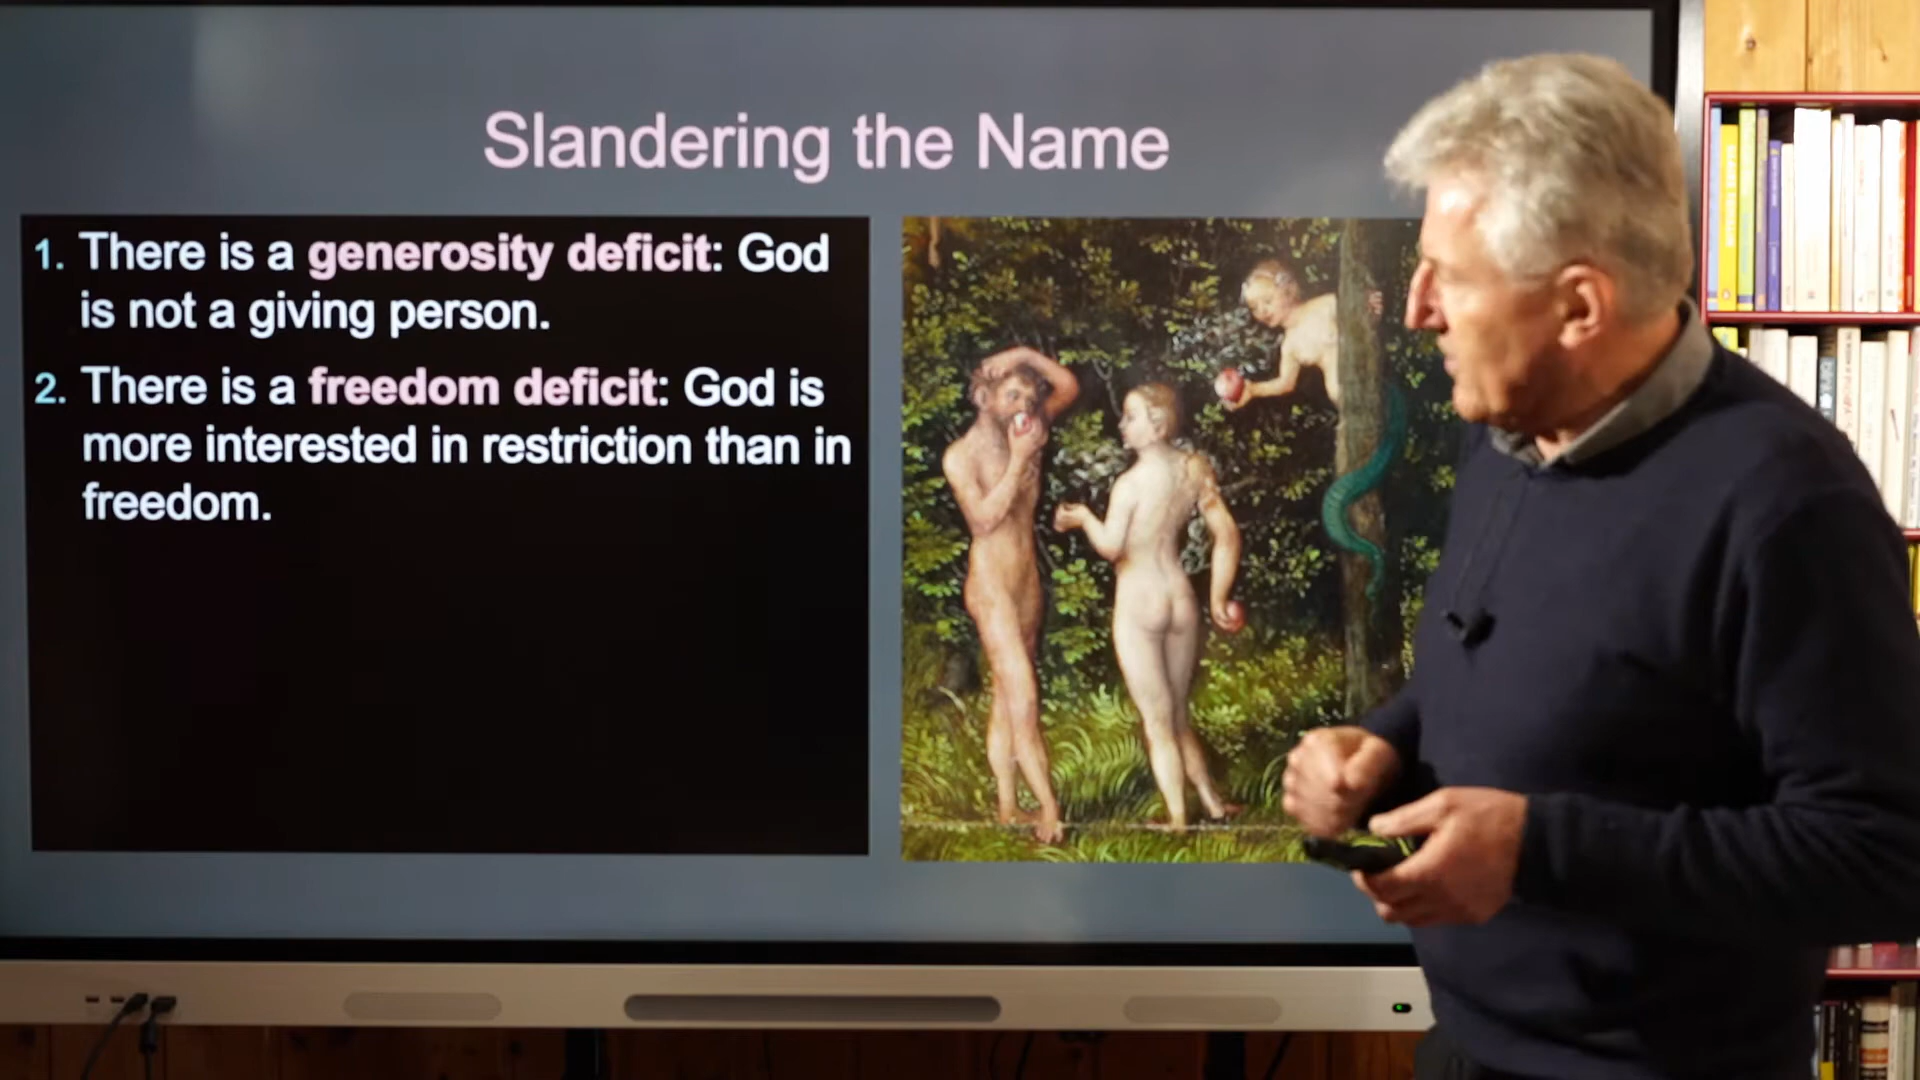 Slandering the Name
1. There is a generosity deficit: God
is not a giving person.
2. There is a freedom deficit: God is
more interested in restriction than in
freedom.